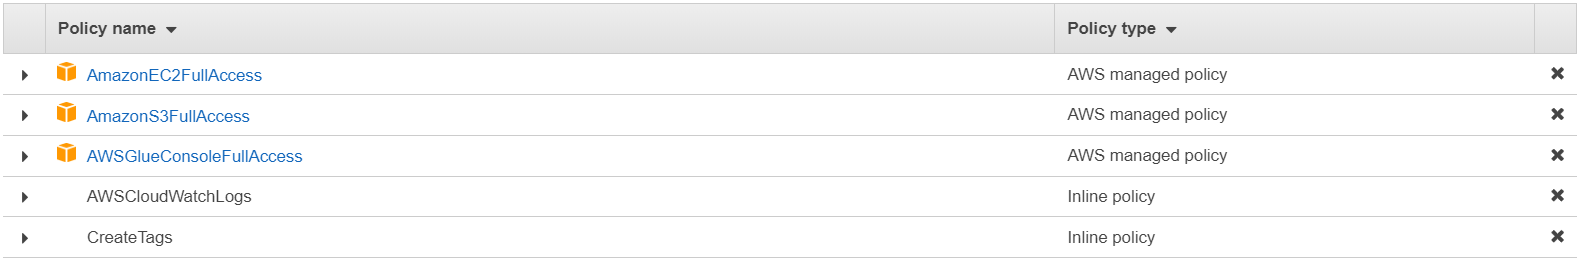 Policy name Policy type
AmazonEC2FullAccess AWS managed policy
AmazonS3FullAccess AWS managed policy
AWSGlueConsoleFullAccess AWS managed policy
AWSCloudWatchLogs Inline policy
CreateTags Inline policy